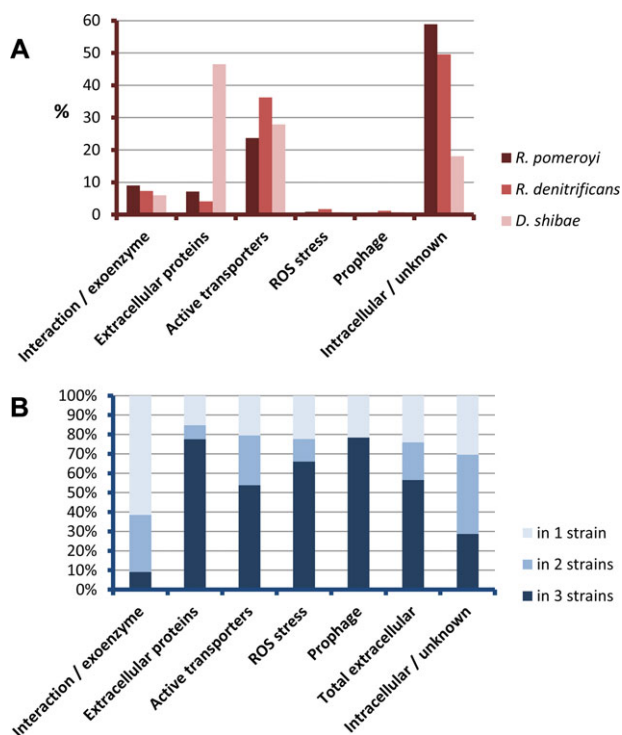 A
%
60
50
40
30
20
10
0
Interaction / exoenzyme
Extracellular proteins
Active transporters
ROS stress
Prophage
Intracellular / unknown
R. pomeroyi
R. denitrificans
D. shibae
B
100%
90%
80%
70%
60%
50%
40%
30%
20%
10%
0%
Interaction / exoenzyme
Extracellular proteins
Active transporters
ROS stress
Prophage
Total extracellular
Intracellular / unknown
in 1 strain
in 2 strains
in 3 strains